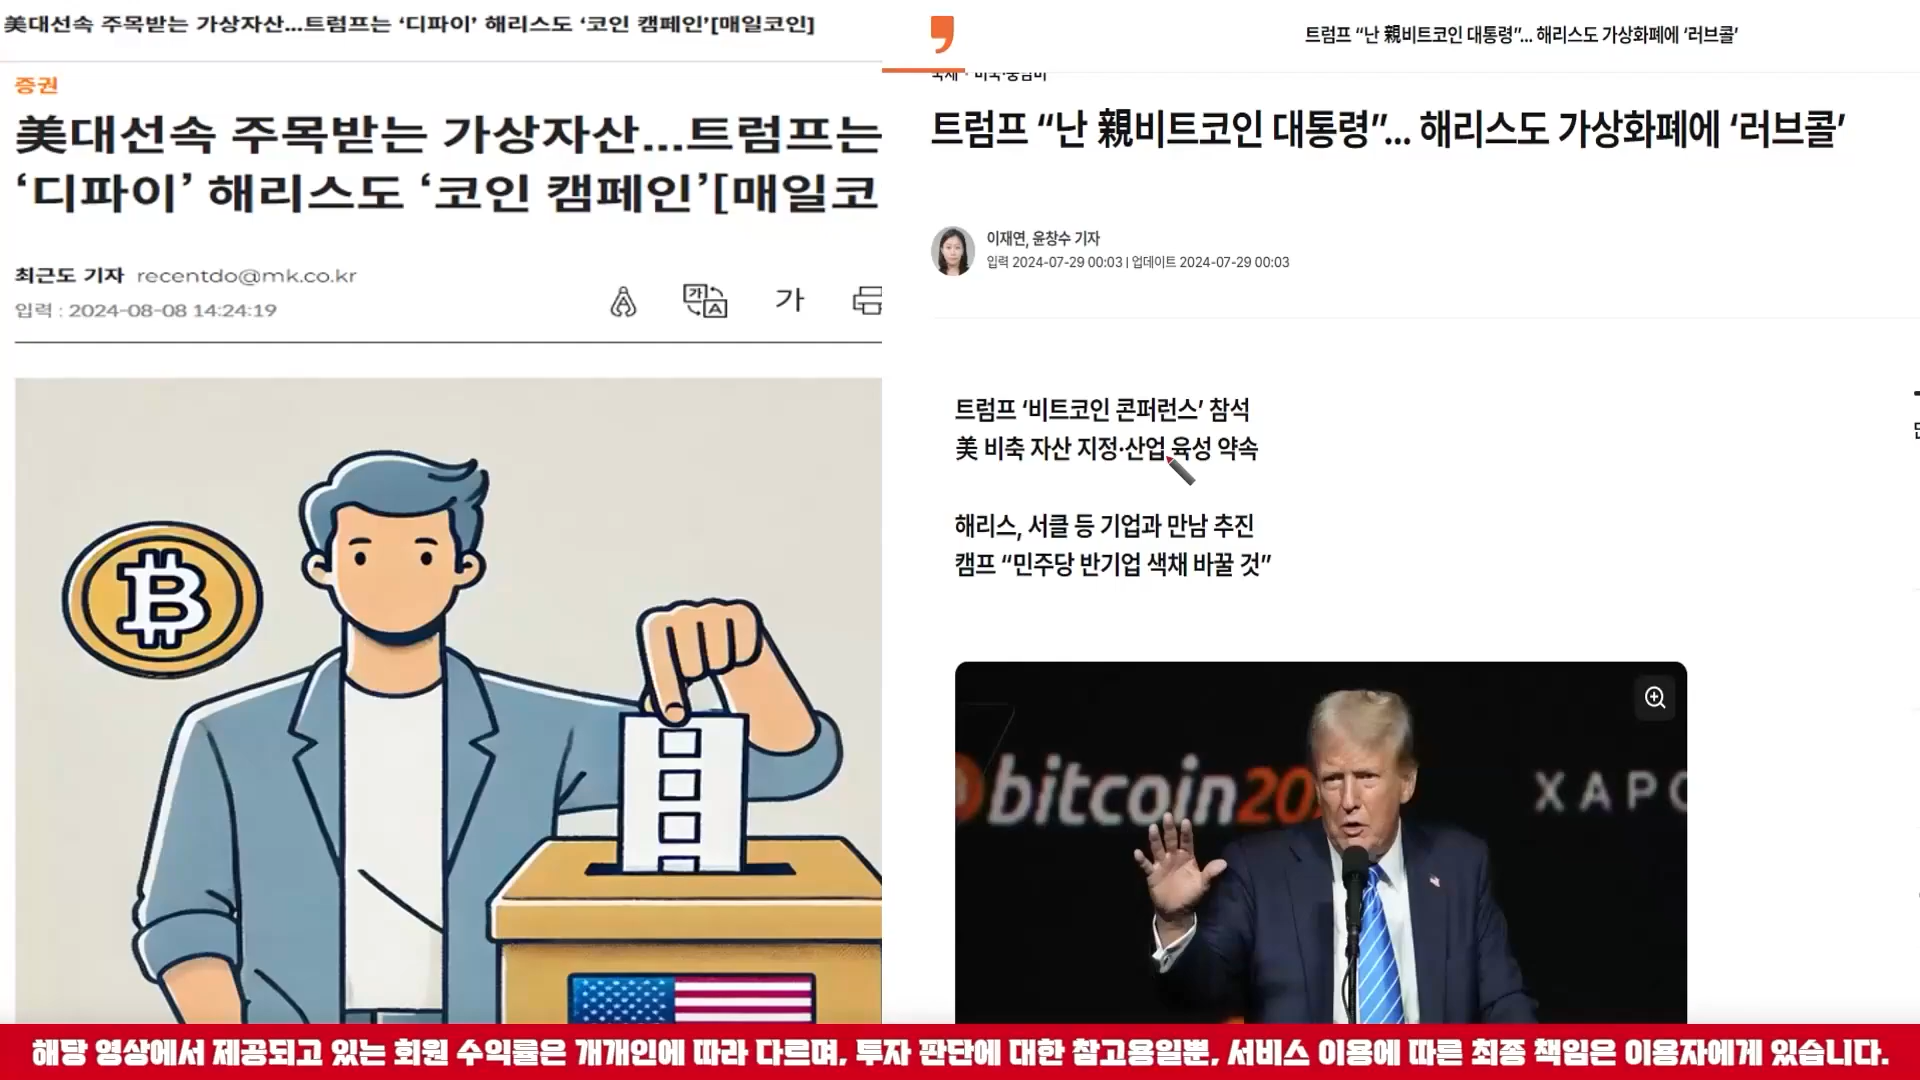 美대선속 주목받는 가상자산...트럼프는 ‘디파이’ 해리스도 ‘코인 캠페인’[매일코인]
증권
美대선속 주목받는 가상자산...트럼프는
‘디파이’ 해리스도 ‘코인 캠페인’[매일코
최근도 기자 recentdo@mk.co.kr
입력 : 2024-08-08 14:24:19
가
A
가
트럼프 “난 親비트코인 대통령”... 해리스도 가상화폐에 ‘러브콜’
트럼프 “난 親비트코인 대통령”... 해리스도 가상화폐에 ‘러브콜’
이재연, 윤창수 기자
입력 2024-07-29 00:03 | 업데이트 2024-07-29 00:03
트럼프 ‘비트코인 콘퍼런스’ 참석
美 비축 자산 지정·산업 육성 약속
해리스, 서클 등 기업과 만남 추진
캠프 “민주당 반기업 색채 바꿀 것”
bitcoin20
XAPO
해당 영상에서 제공되고 있는 회원 수익률은 개개인에 따라 다르며, 투자 판단에 대한 참고용일뿐, 서비스 이용에 따른 최종 책임은 이용자에게 있습니다.